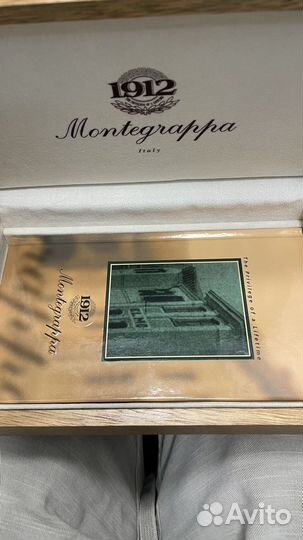 1912
Montegrappa
Italy
1912
Montegrappa
The Privilege of a Lifetime
Avito